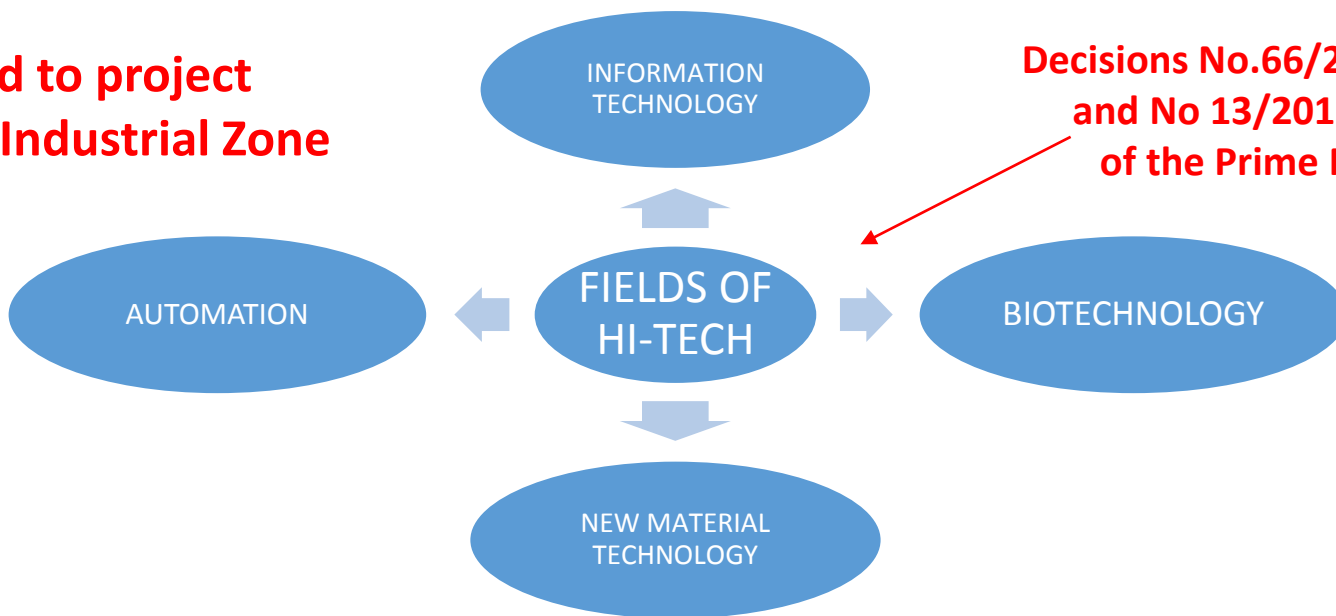 d to project
Industrial Zone
INFORMATION
TECHNOLOGY
Decisions No.66/2
and No 13/201
of the Prime
AUTOMATION
FIELDS OF
HI-TECH
BIOTECHNOLOGY
NEW MATERIAL
TECHNOLOGY